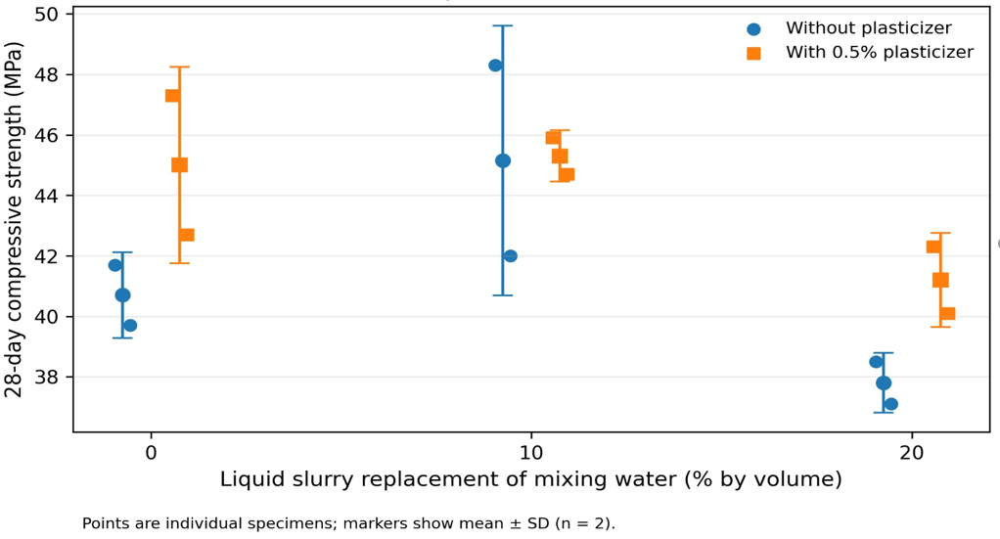 50
48
46
44
42
40
38
28-day compressive strength (MPa)
Without plasticizer
With 0.5% plasticizer
0
10
20
Liquid slurry replacement of mixing water (% by volume)
Points are individual specimens; markers show mean ± SD (n = 2).